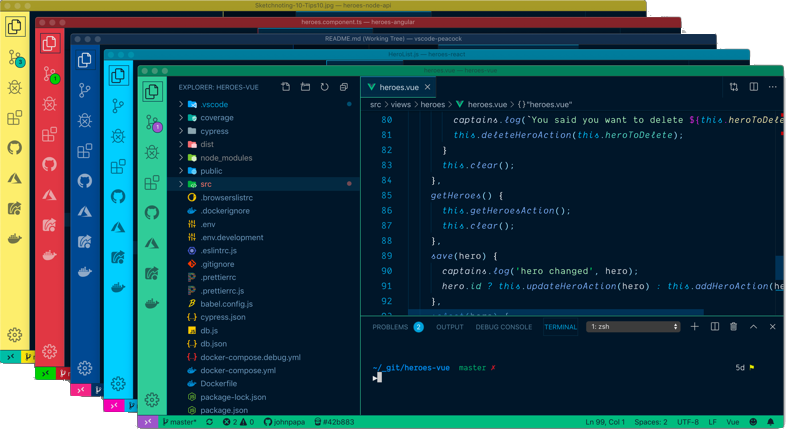 Sketchnoting-10-Tips10.jpg — heroes-node-api
heroes.component.ts — heroes-angular
README.md (Working Tree) — vscode-peacock
heroes.vue — heroes-vue
EXPLORER: HEROES-VUE
heroes.vue
src > views > heroes > heroes.vue > {} "heroes.vue"
.vscode
coverage
cypress
dist
node_modules
public
src
.browserslistrc
.dockerignore
.env
.env.development
.eslintrc.js
.gitignore
.prettierrc
.prettierrc.js
babel.config.js
cypress.json
db.js
db.json
docker-compose.debug.yml
docker-compose.yml
Dockerfile
package-lock.json
package.json
80 captains.log(`You said you want to delete ${this.heroToDele
81 this.deleteHeroAction(this.heroToDelete);
82 }
83 this.clear();
84 },
85 getHeroes() {
86 this.getHeroesAction();
87 this.clear();
88 },
89 save(hero) {
90 captains.log('hero changed', hero);
91 hero.id ? this.updateHeroAction(hero) : this.addHeroAction(he
92 },
PROBLEMS 2 OUTPUT DEBUG CONSOLE TERMINAL 1: zsh
~/_git/heroes-vue master ✗ 5d
master* 2 0 johnpapa #42b883 Ln 99, Col 1 Spaces: 2 UTF-8 LF Vue